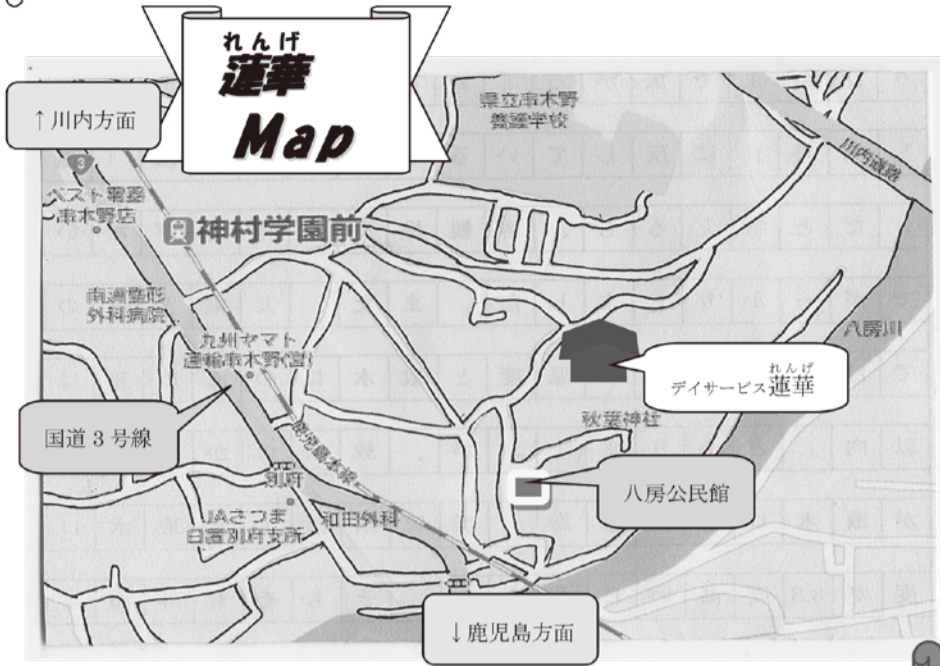 れんげ
蓮華
Map
↑川内方面
県立串木野
養護学校
川内道路
3
ベスト電器
串木野店
神村学園前
南淵整形
外科病院
九州ヤマト
運輸串木野(営)
八房川
れんげ
デイサービス蓮華
国道3号線
秋葉神社
鹿児島本線
別府
八房公民館
JAさつま
日置別府支所
和田外科
↓鹿児島方面